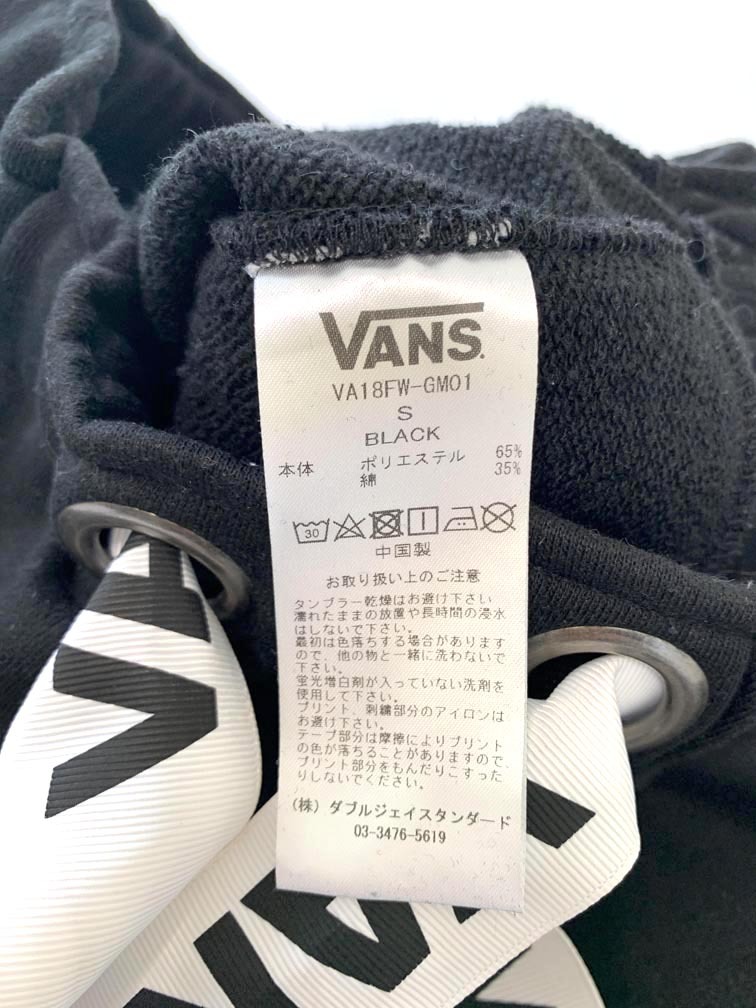 VANS
VA18FW-GM01
S
BLACK
本体 ポリエステル 65%
綿 35%
30
中国製
お取り扱い上のご注意
タンブラー乾燥はお避け下さい
濡れたままの放置や長時間の浸水
はしないで下さい。
最初は色落ちする場合があります
ので、他の物と一緒に洗わないで
下さい。
蛍光増白剤が入っていない洗剤を
使用して下さい。
プリント、刺繍部分のアイロンは
お避け下さい。
テープ部分は摩擦によりプリント
の色が落ちることがありますので、
プリント部分をもんだりこすった
りしないでください。
(株) ダブルジェイスタンダード
03-3476-5619